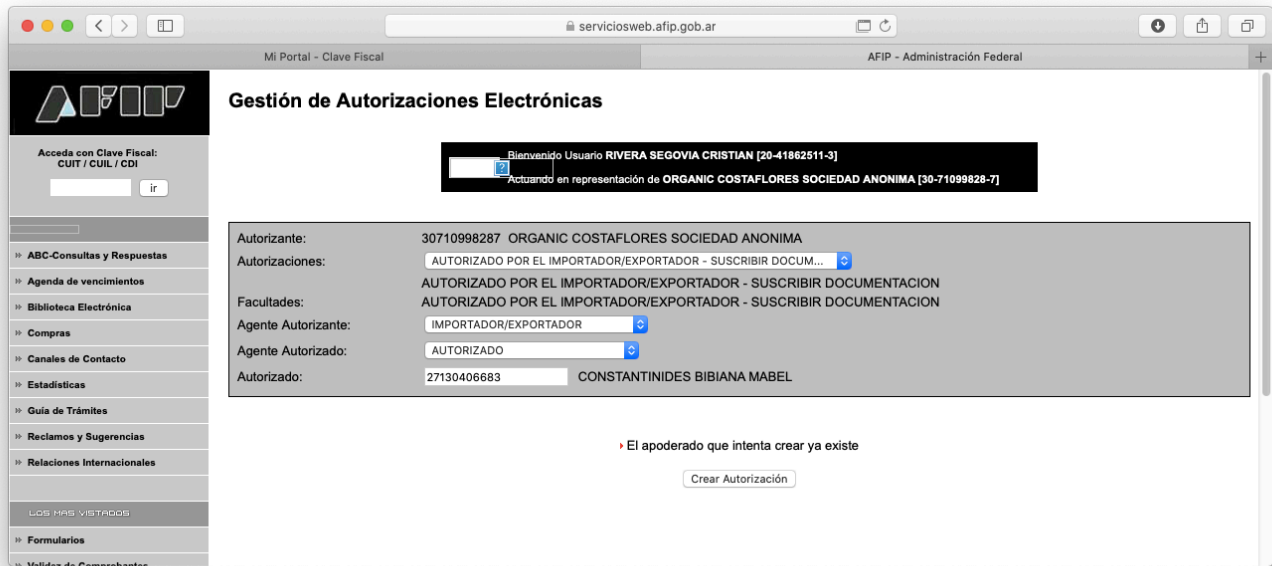 serviciosweb.afip.gob.ar
Mi Portal - Clave Fiscal
AFIP - Administración Federal
AFIP
Acceda con Clave Fiscal:
CUIT / CUIL / CDI
ir
ABC-Consultas y Respuestas
Agenda de vencimientos
Biblioteca Electrónica
Compras
Canales de Contacto
Estadísticas
Guía de Trámites
Reclamos y Sugerencias
Relaciones Internacionales
LOS MAS VISTADOS
Formularios
Validez de Comprobantes
Gestión de Autorizaciones Electrónicas
Bienvenido Usuario RIVERA SEGOVIA CRISTIAN [20-41862511-3]
?
Actuando en representación de ORGANIC COSTAFLORES SOCIEDAD ANONIMA [30-71099828-7]
Autorizante: 30710998287 ORGANIC COSTAFLORES SOCIEDAD ANONIMA
Autorizaciones: AUTORIZADO POR EL IMPORTADOR/EXPORTADOR - SUSCRIBIR DOCUM...
AUTORIZADO POR EL IMPORTADOR/EXPORTADOR - SUSCRIBIR DOCUMENTACION
Facultades: AUTORIZADO POR EL IMPORTADOR/EXPORTADOR - SUSCRIBIR DOCUMENTACION
Agente Autorizante: IMPORTADOR/EXPORTADOR
Agente Autorizado: AUTORIZADO
Autorizado: 27130406683 CONSTANTINIDES BIBIANA MABEL
El apoderado que intenta crear ya existe
Crear Autorización